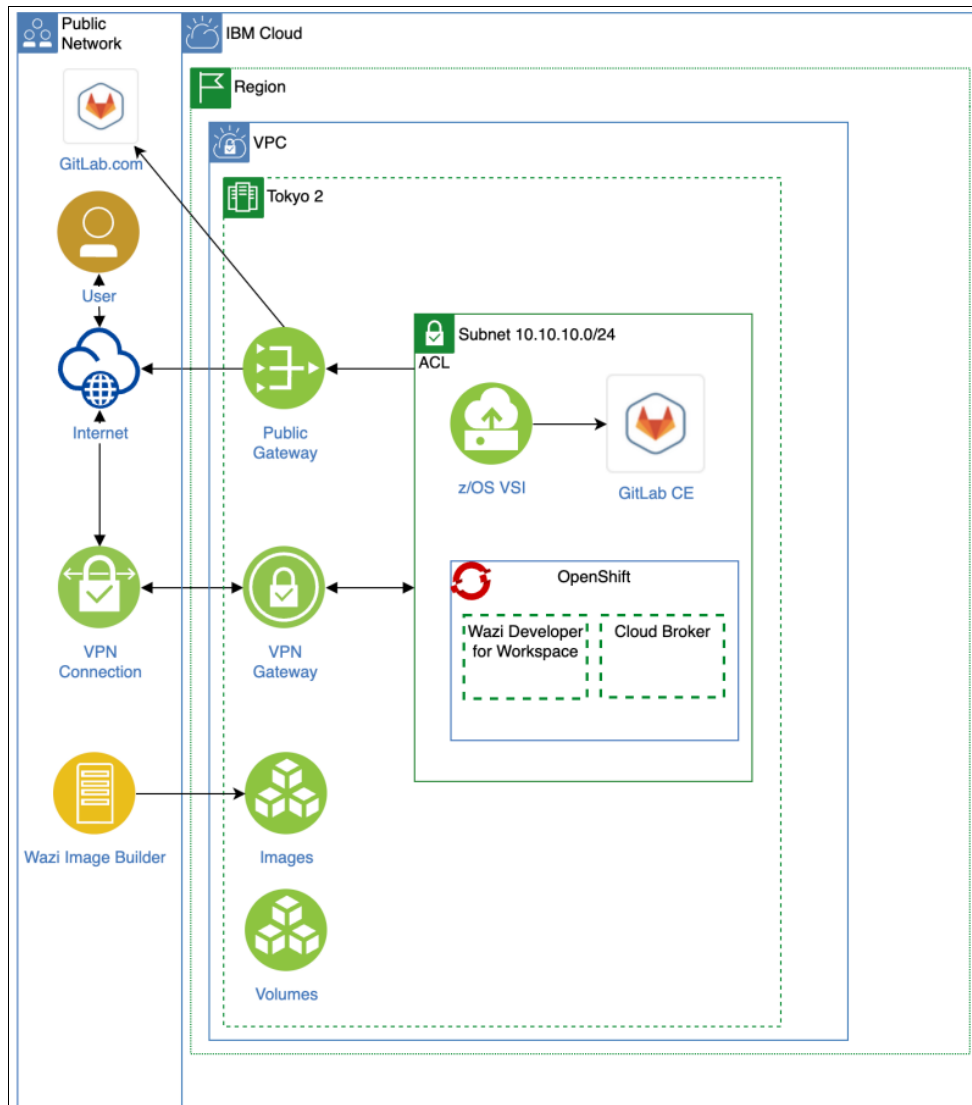 Public
Network
IBM Cloud
Region
GitLab.com
VPC
Tokyo 2
User
Subnet 10.10.10.0/24
ACL
Internet
Public
Gateway
z/OS VSI
GitLab CE
OpenShift
Wazi Developer
for Workspace
Cloud Broker
VPN
Connection
VPN
Gateway
Wazi Image Builder
Images
Volumes